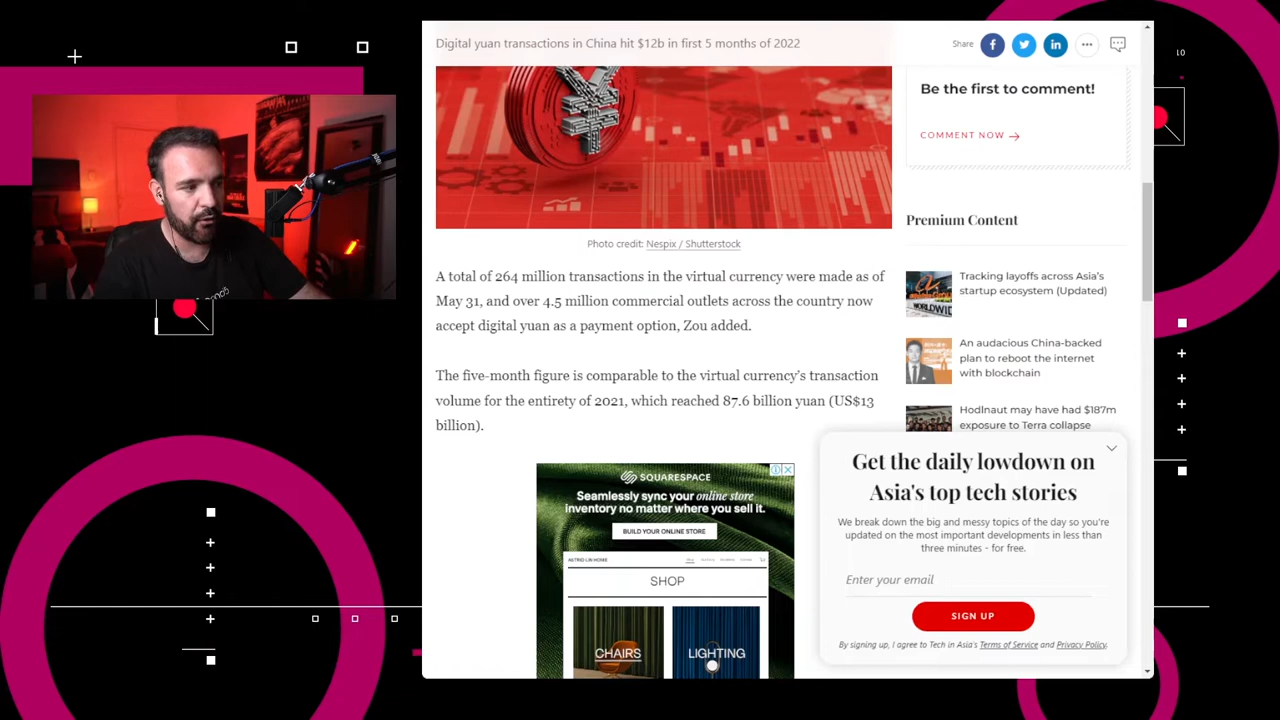 Digital yuan transactions in China hit $12b in first 5 months of 2022
Share
Photo credit: Nespix / Shutterstock
A total of 264 million transactions in the virtual currency were made as of
May 31, and over 4.5 million commercial outlets across the country now
accept digital yuan as a payment option, Zou added.
The five-month figure is comparable to the virtual currency's transaction
volume for the entirety of 2021, which reached 87.6 billion yuan (US$13
billion).
SQUARESPACE
Seamlessly sync your online store
inventory no matter where you sell it.
BUILD YOUR ONLINE STORE
SHOP
CHAIRS
LIGHTING
Be the first to comment!
COMMENT NOW
Premium Content
Tracking layoffs across Asia's
startup ecosystem (Updated)
An audacious China-backed
plan to reboot the internet
with blockchain
Hodlnaut may have had $187m
exposure to Terra collapse
Get the daily lowdown on
Asia's top tech stories
We break down the big and messy topics of the day so you're
updated on the most important developments in less than
three minutes - for free.
Enter your email
SIGN UP
By signing up, I agree to Tech in Asia's Terms of Service and Privacy Policy.